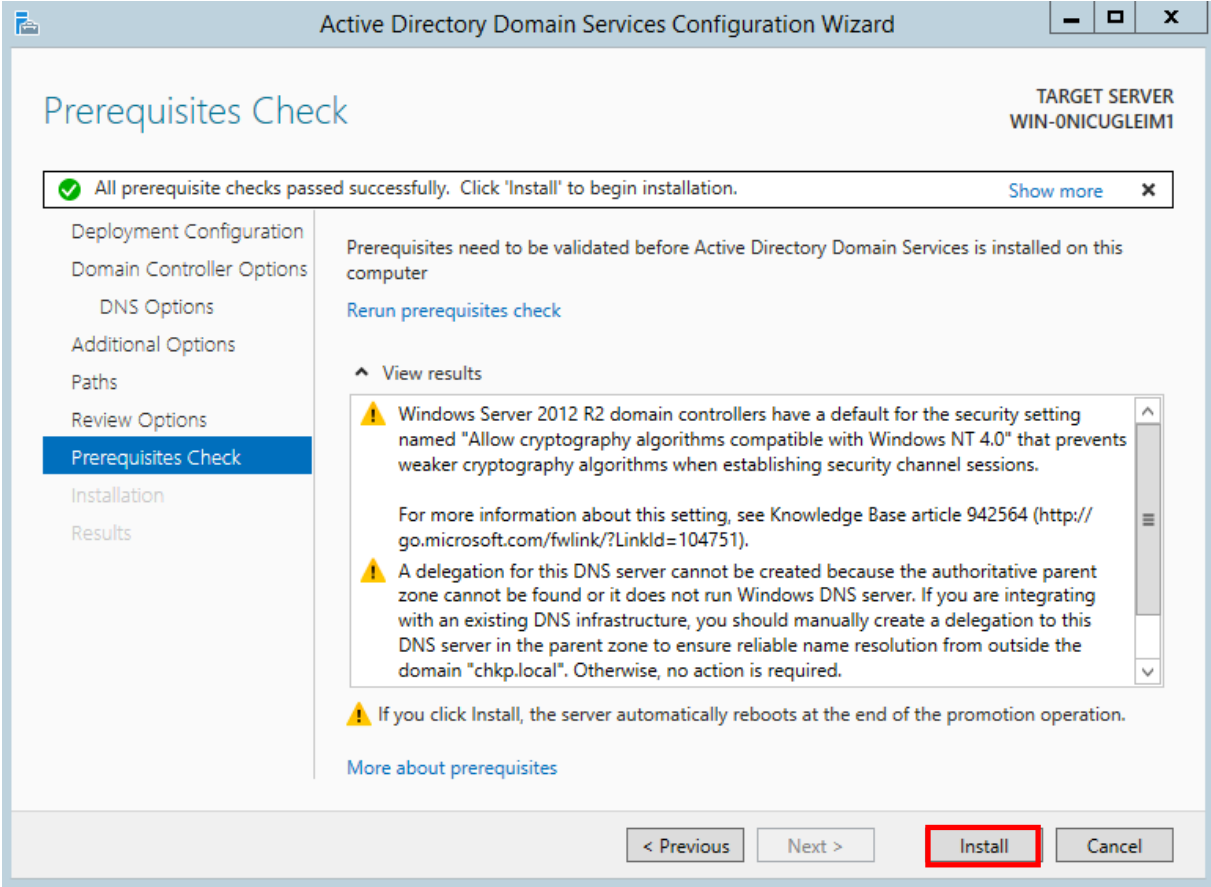 Active Directory Domain Services Configuration Wizard
Prerequisites Check
TARGET SERVER
WIN-0NICUGLEIM1
All prerequisite checks passed successfully. Click 'Install' to begin installation.
Show more
Deployment Configuration
Domain Controller Options
DNS Options
Additional Options
Paths
Review Options
Prerequisites Check
Installation
Results
Prerequisites need to be validated before Active Directory Domain Services is installed on this
computer
Rerun prerequisites check
View results
Windows Server 2012 R2 domain controllers have a default for the security setting
named "Allow cryptography algorithms compatible with Windows NT 4.0" that prevents
weaker cryptography algorithms when establishing security channel sessions.
For more information about this setting, see Knowledge Base article 942564 (http://
go.microsoft.com/fwlink/?LinkId=104751).
A delegation for this DNS server cannot be created because the authoritative parent
zone cannot be found or it does not run Windows DNS server. If you are integrating
with an existing DNS infrastructure, you should manually create a delegation to this
DNS server in the parent zone to ensure reliable name resolution from outside the
domain "chkp.local". Otherwise, no action is required.
If you click Install, the server automatically reboots at the end of the promotion operation.
More about prerequisites
< Previous
Next >
Install
Cancel